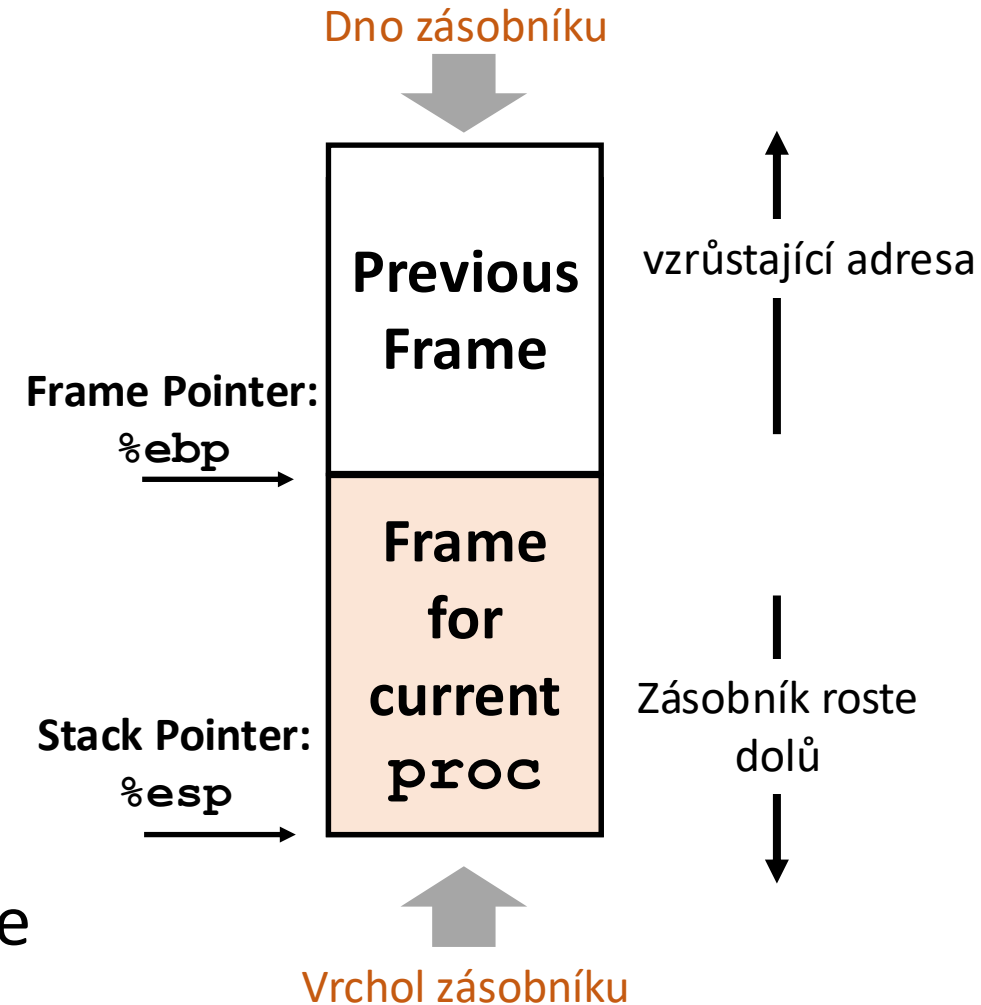 Dno zásobníku
Previous
Frame
vzrůstající adresa
Frame Pointer:
%ebp
Frame
for
current
proc
Stack Pointer:
%esp
Zásobník roste
dolů
e
Vrchol zásobníku